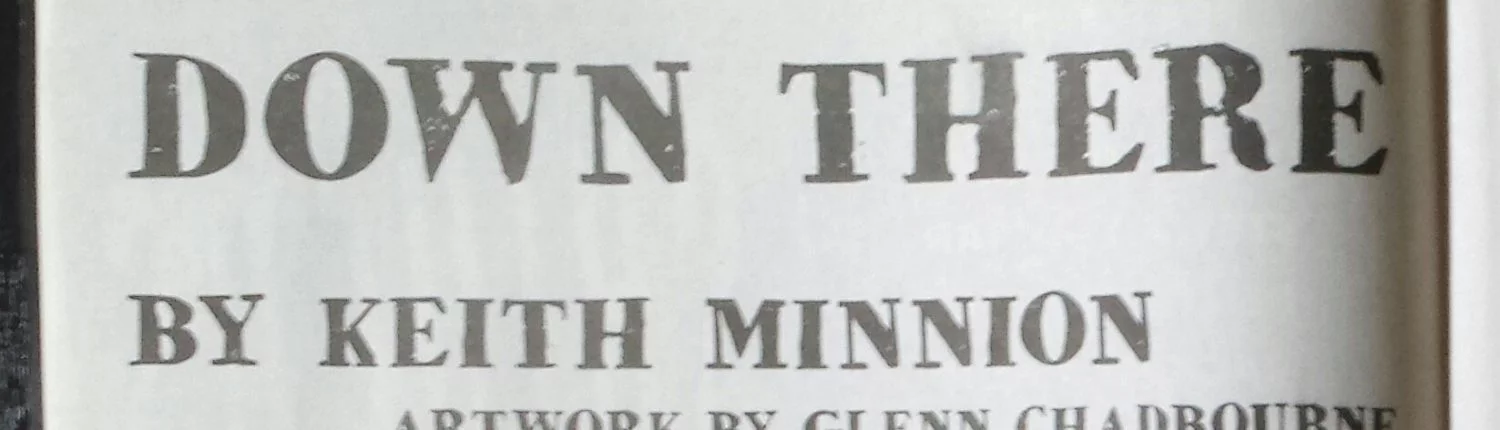 DOWN THERE
BY KEITH MINNION
ARTWORK BY GLENN CHADBOURNE